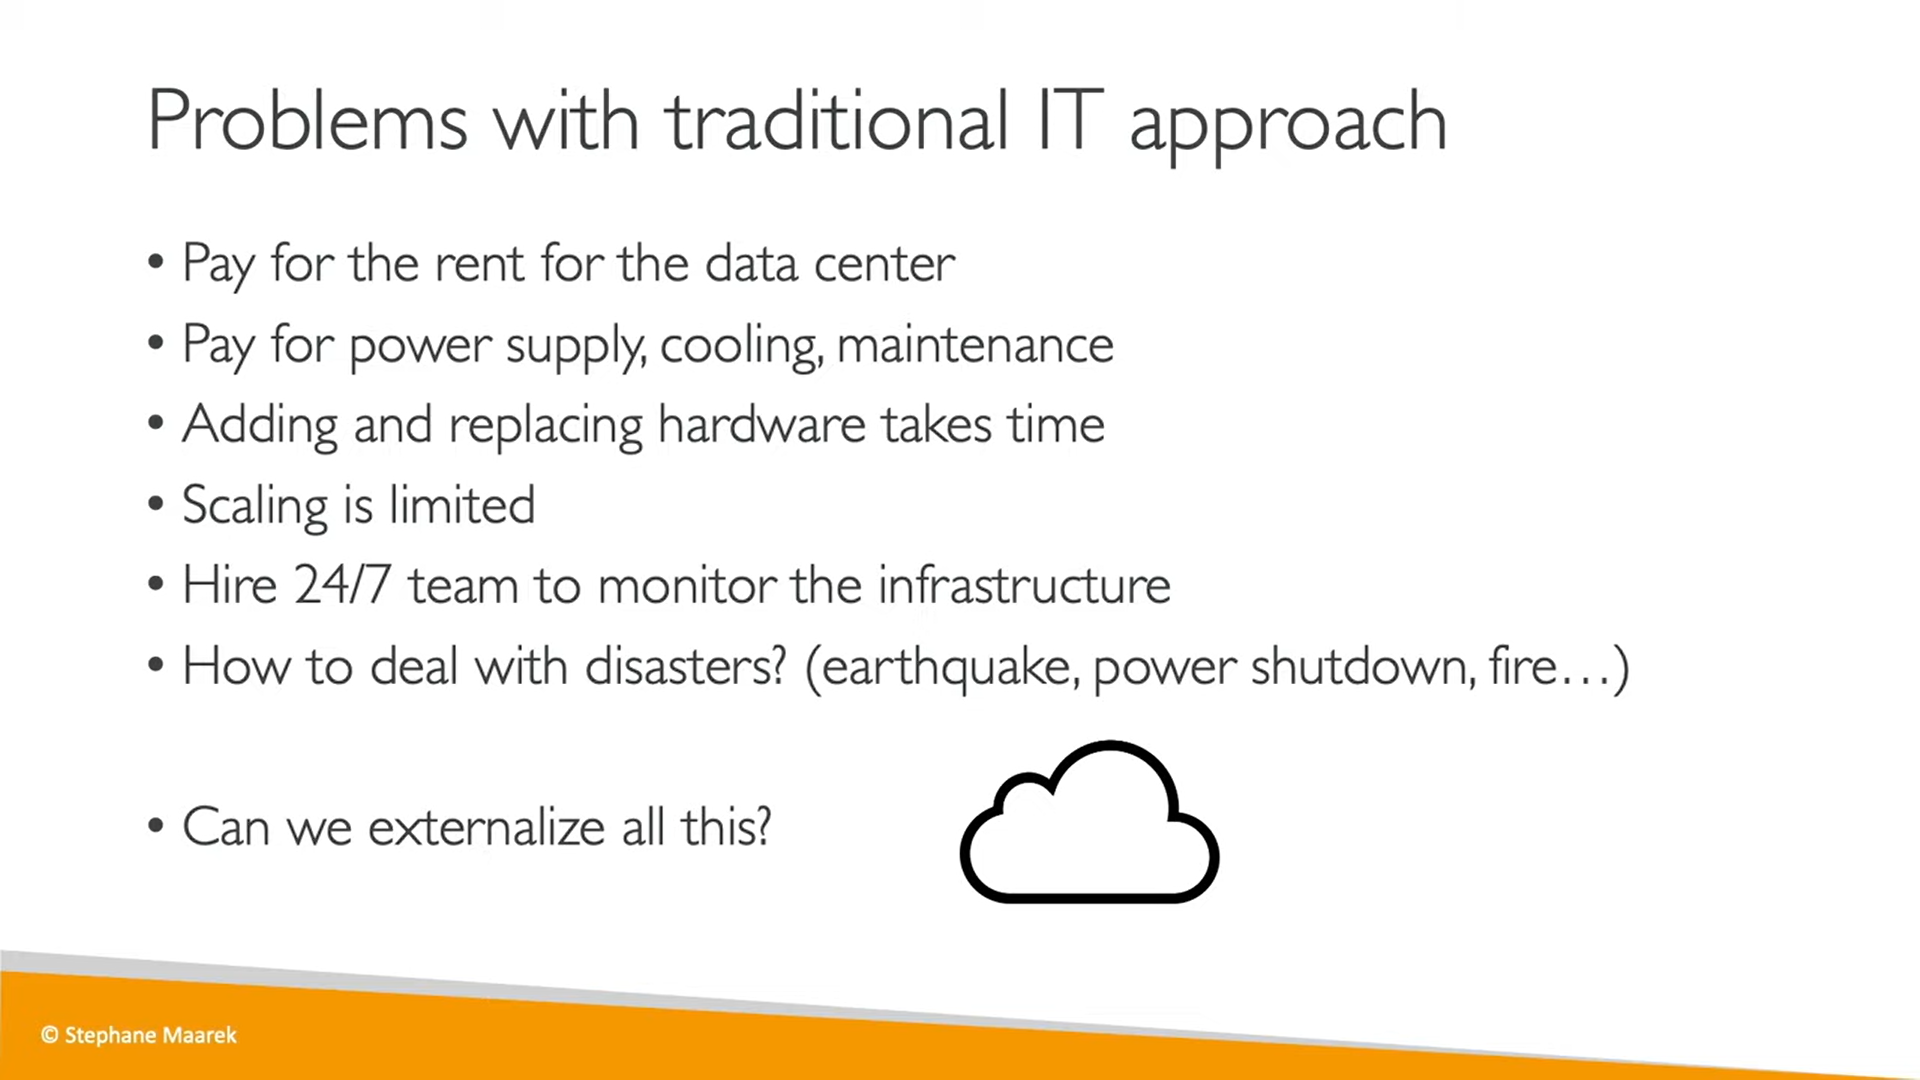 Problems with traditional IT approach
• Pay for the rent for the data center
• Pay for power supply, cooling, maintenance
• Adding and replacing hardware takes time
• Scaling is limited
• Hire 24/7 team to monitor the infrastructure
• How to deal with disasters? (earthquake, power shutdown, fire…)
• Can we externalize all this?
© Stephane Maarek